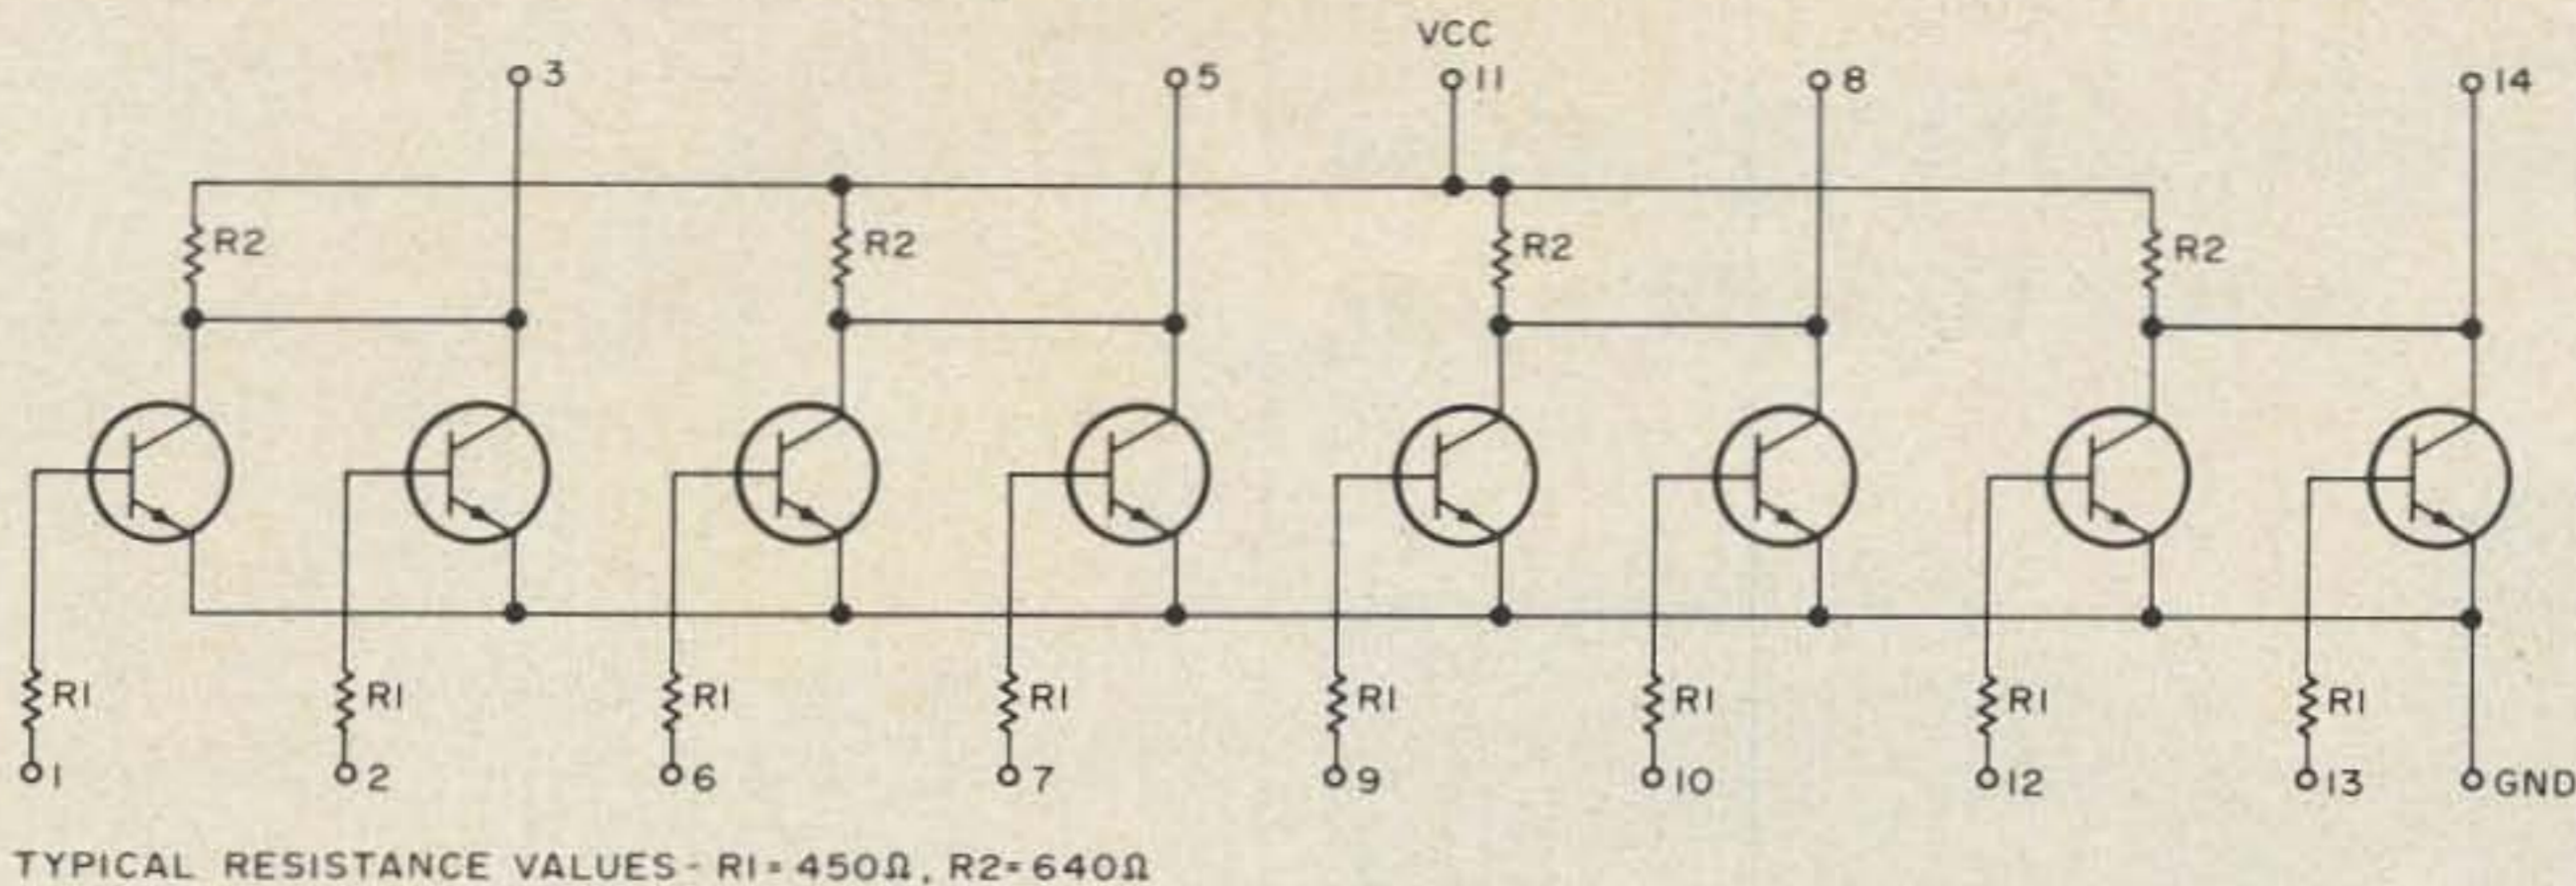 VCC
3 5 11 8 14
R2 R2 R2 R2
R1 R1 R1 R1 R1 R1 R1 R1
1 2 6 7 9 10 12 13 GND
TYPICAL RESISTANCE VALUES - R1 = 450Ω, R2 = 640Ω